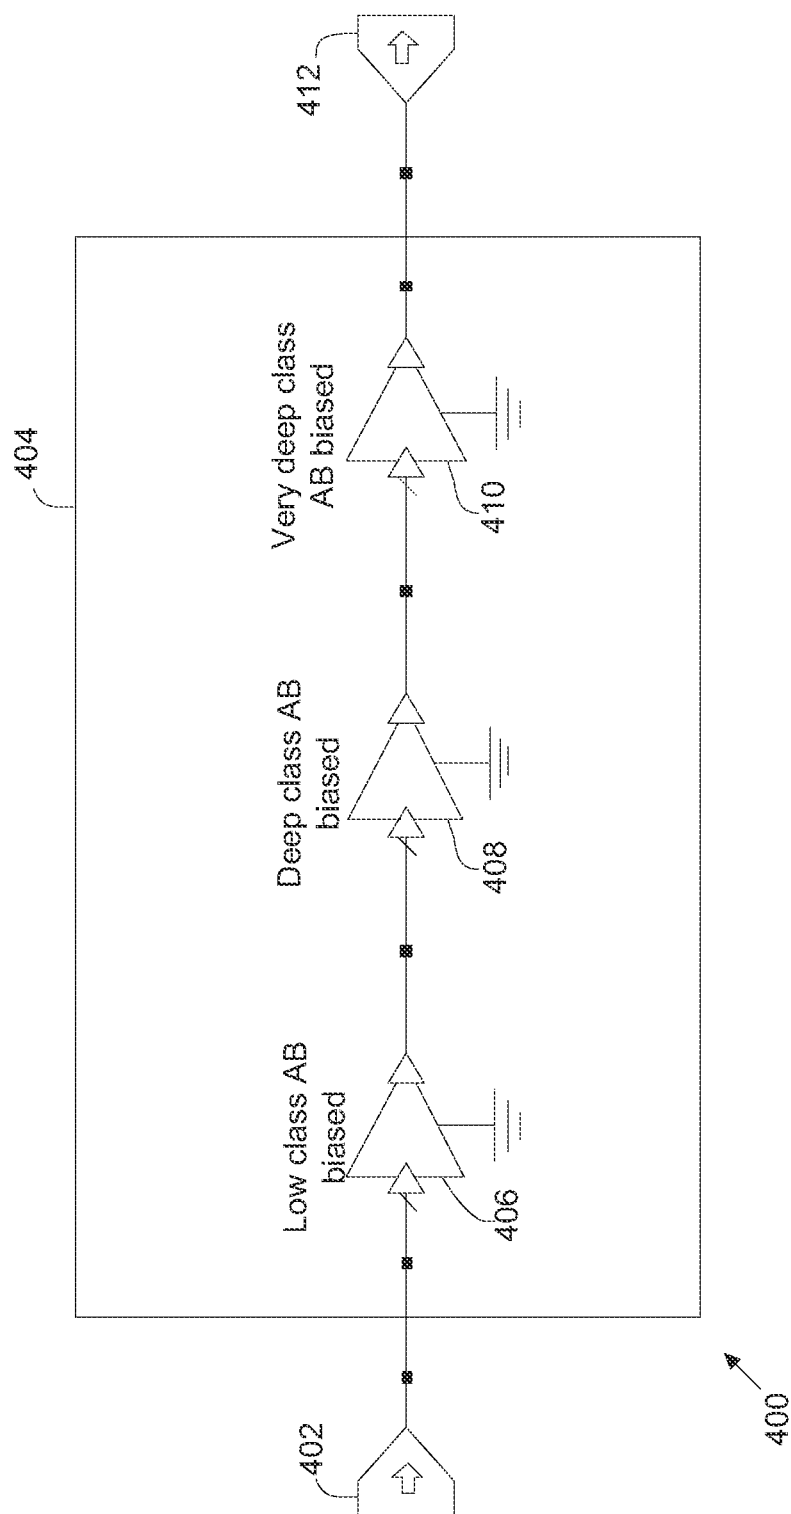 404
402
412
Low class AB
biased
Deep class AB
biased
Very deep class
AB biased
406
408
410
400